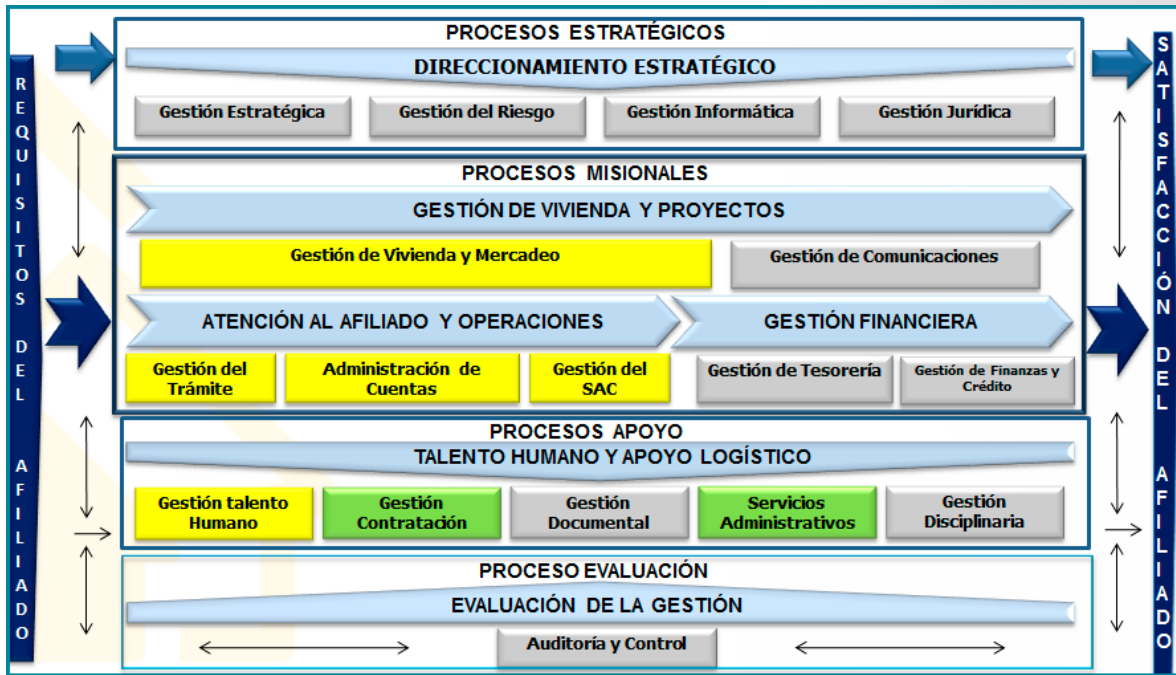 REQUISITOS DEL AFILIADO
PROCESOS ESTRATÉGICOS
DIRECCIONAMIENTO ESTRATÉGICO
Gestión Estratégica
Gestión del Riesgo
Gestión Informática
Gestión Jurídica
PROCESOS MISIONALES
GESTIÓN DE VIVIENDA Y PROYECTOS
Gestión de Vivienda y Mercadeo
Gestión de Comunicaciones
ATENCIÓN AL AFILIADO Y OPERACIONES
GESTIÓN FINANCIERA
Gestión del
Trámite
Administración de
Cuentas
Gestión del
SAC
Gestión de Tesorería
Gestión de Finanzas y
Crédito
PROCESOS APOYO
TALENTO HUMANO Y APOYO LOGÍSTICO
Gestión talento
Humano
Gestión
Contratación
Gestión
Documental
Servicios
Administrativos
Gestión
Disciplinaria
PROCESO EVALUACIÓN
EVALUACIÓN DE LA GESTIÓN
Auditoría y Control
SATISFACCIÓN DEL AFILIADO